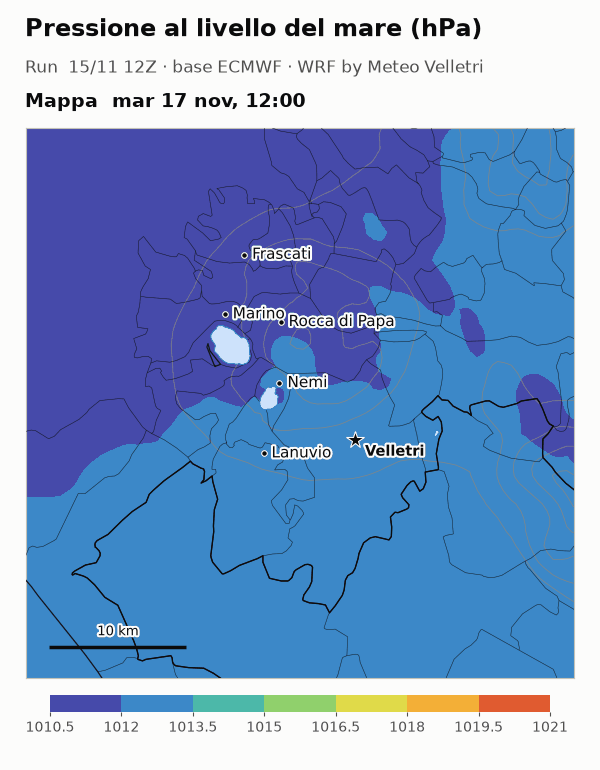 Pressione al livello del mare (hPa)
Run  15/11 12Z · base ECMWF · WRF by Meteo Velletri
Mappa  mar 17 nov, 12:00
Frascati
Marino
Rocca di Papa
Nemi
Velletri
Lanuvio
10 km
1010.5 1012 1013.5 1015 1016.5 1018 1019.5 1021